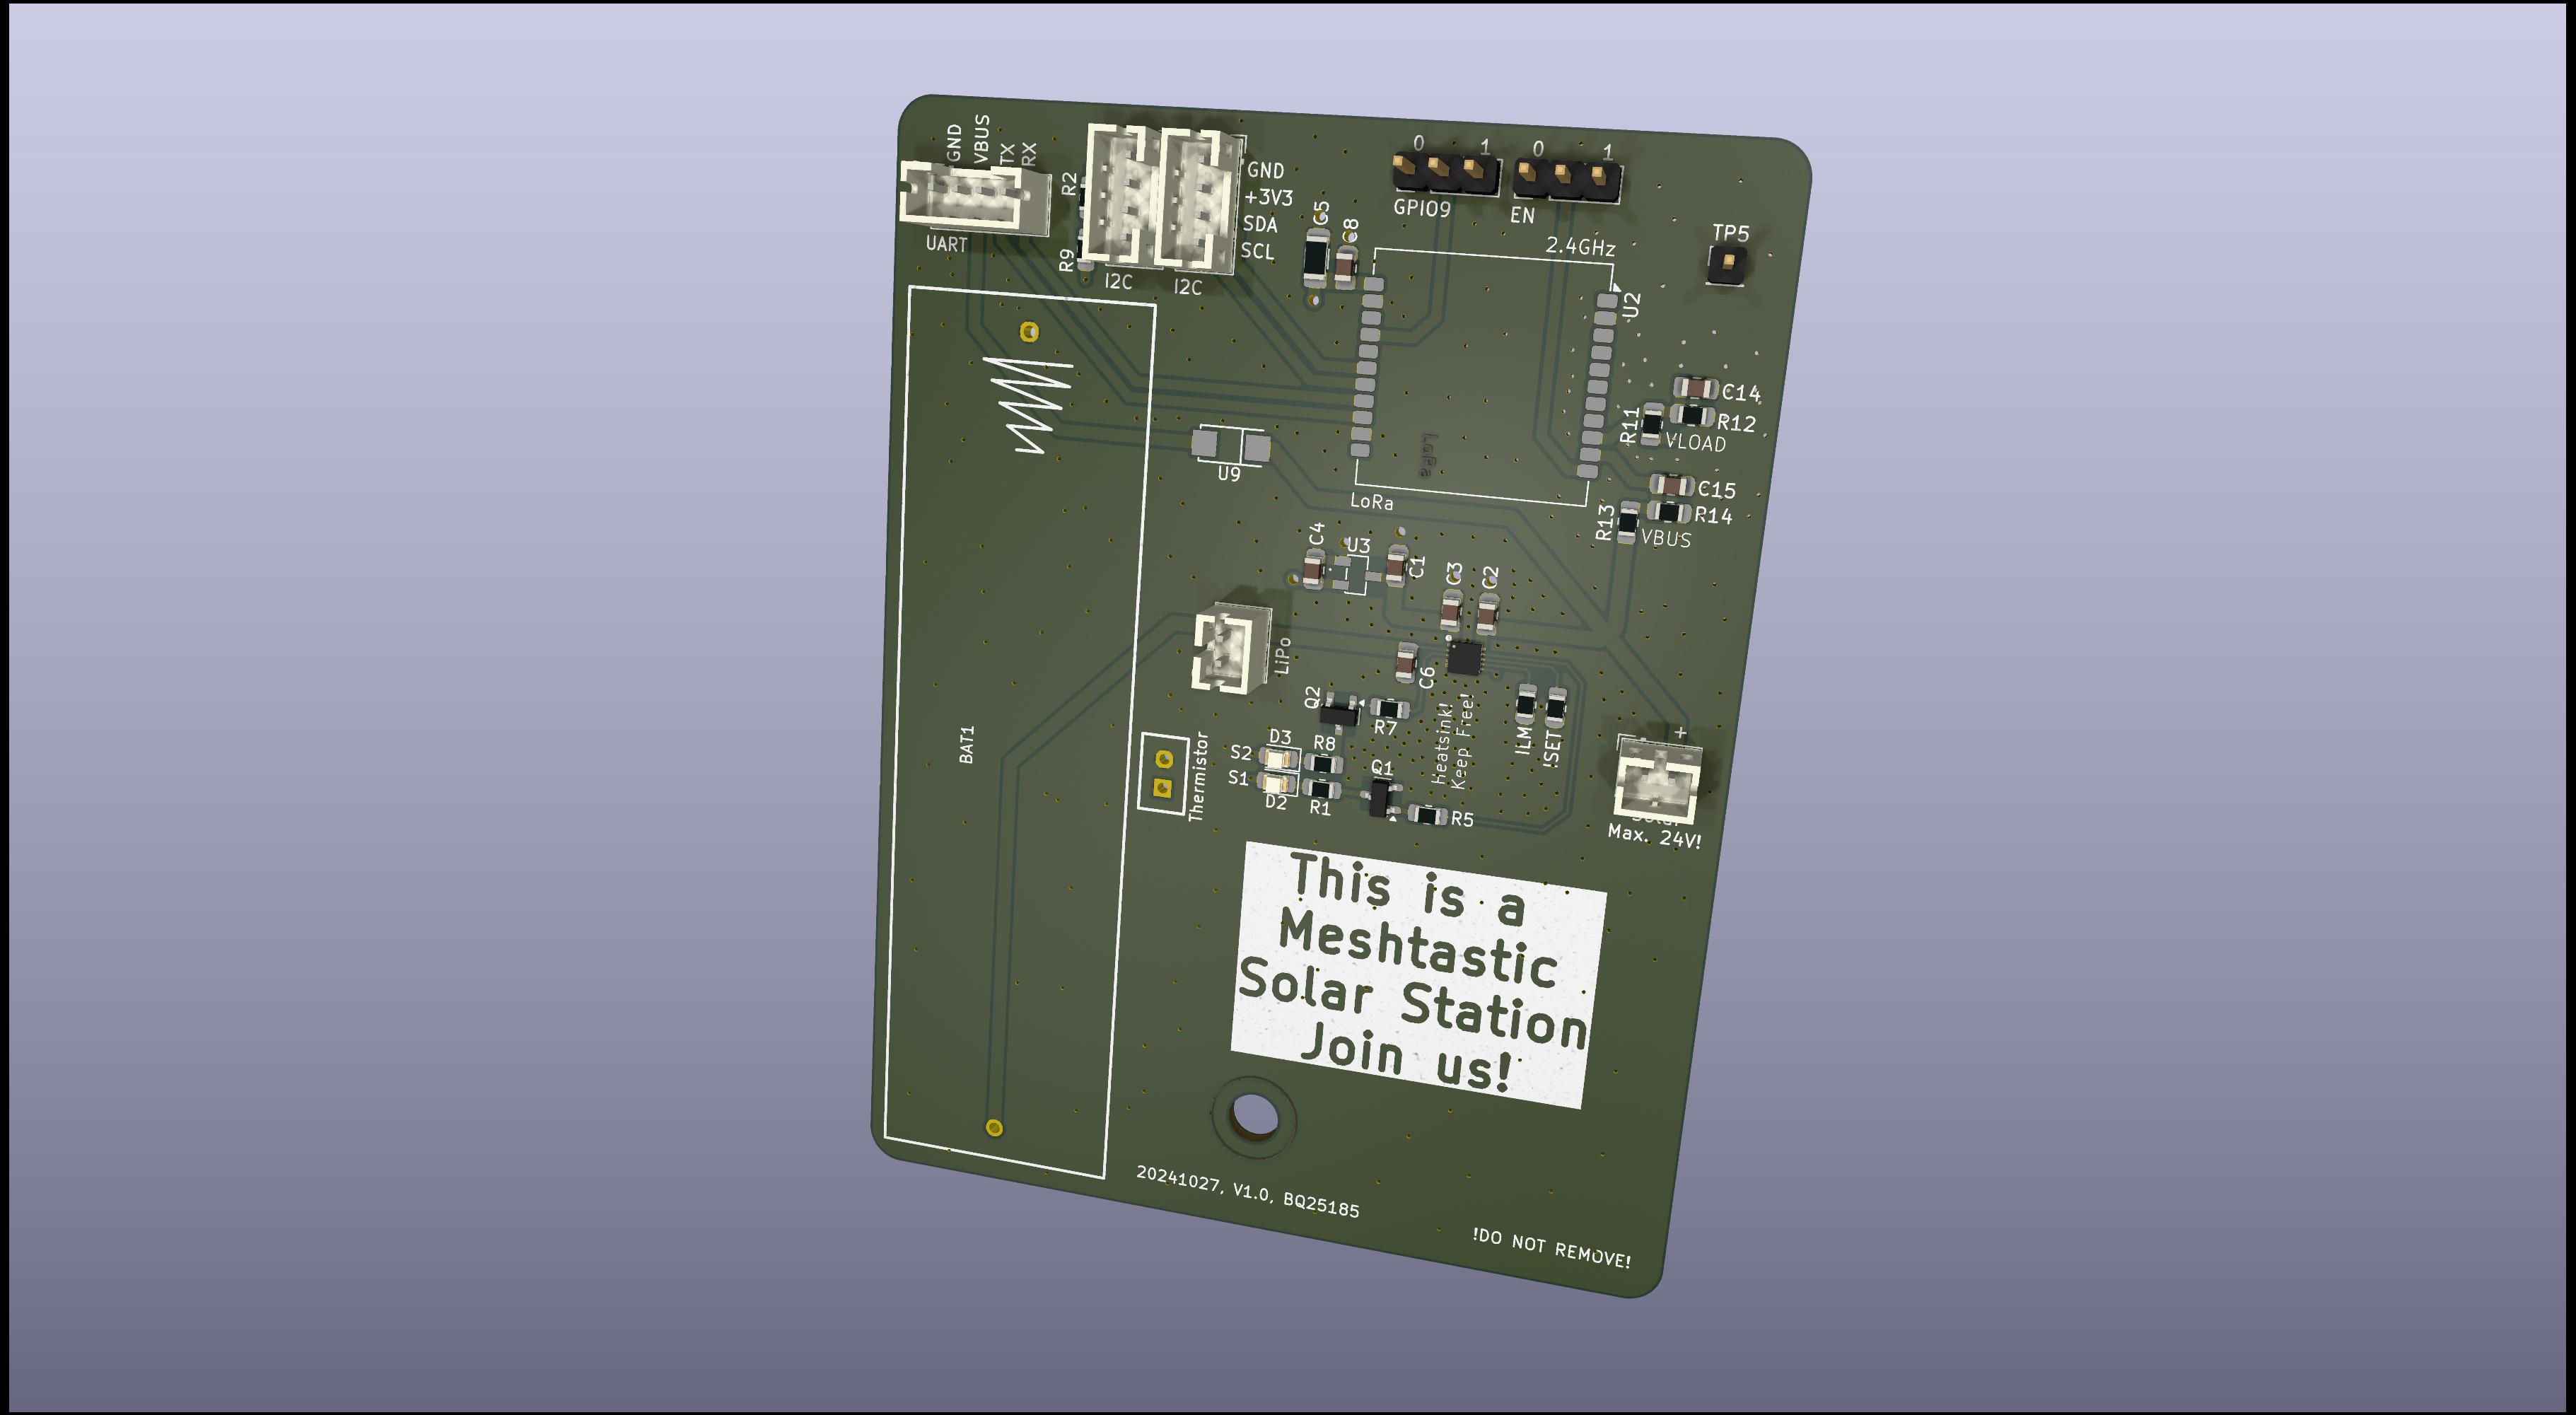 GND
VBUS
TX
RX
UART
R2
R9
I2C
I2C
GND
+3V3
SDA
SCL
C8
0
1
GPIO9
0
1
EN
2.4GHz
TP5
U2
C14
R11
R12
VLOAD
C15
R13
R14
VBUS
U9
LoRa
LoRa
C4
U3
C1
C3
C2
LiPo
C6
Q2
R7
Heatsink!
Keep Free!
ILM
ISET
+
Max. 24V!
BAT1
Thermistor
S2
D3
R8
S1
D2
R1
Q1
R5
This is a
Meshtastic
Solar Station
Join us!
20241027, V1.0, BQ25185
!DO NOT REMOVE!